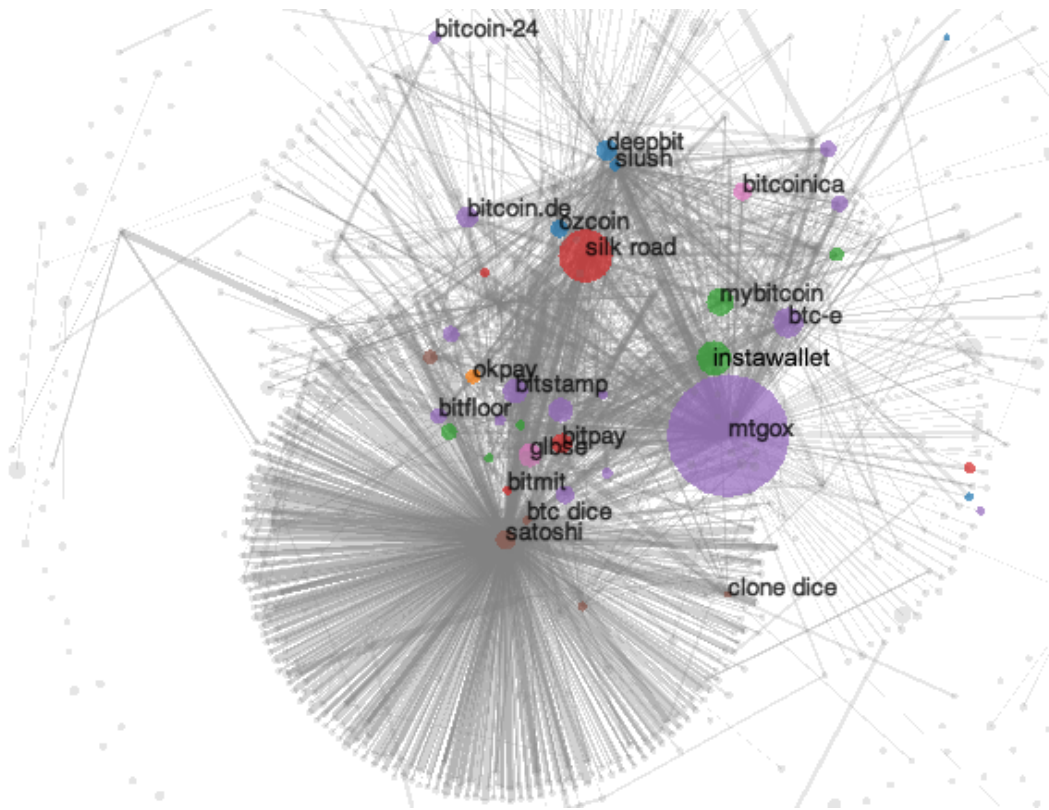 bitcoin-24
deepbit
slush
bitcoinica
bitcoin.de
ozcoin
silk road
mybitcoin
btc-e
instawallet
okpay
bitstamp
bitfloor
mtgox
bitpay
glbse
bitmit
btc dice
satoshi
clone dice